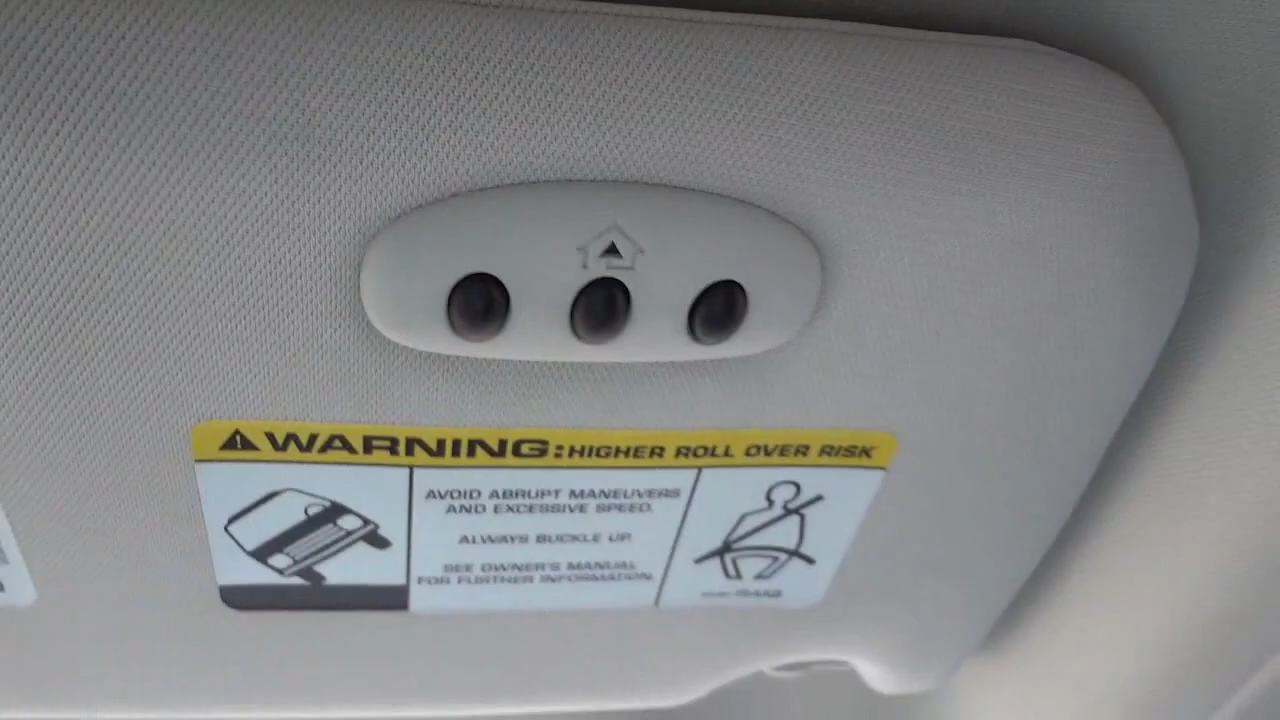 WARNING: HIGHER ROLL OVER RISK
AVOID ABRUPT MANEUVERS
AND EXCESSIVE SPEED.
ALWAYS BUCKLE UP.
SEE OWNER'S MANUAL
FOR FURTHER INFORMATION.